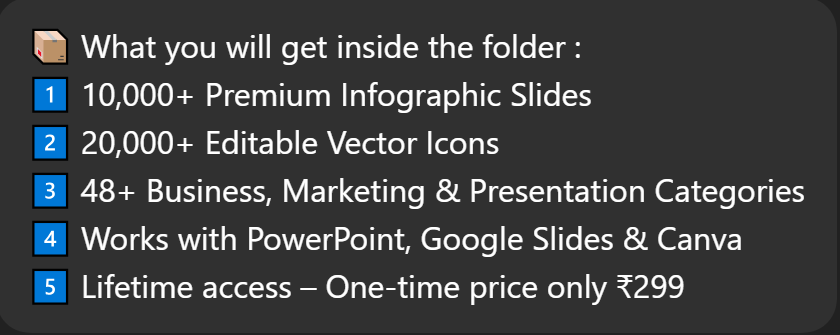 📦 What you will get inside the folder :
1️⃣ 10,000+ Premium Infographic Slides
2️⃣ 20,000+ Editable Vector Icons
3️⃣ 48+ Business, Marketing & Presentation Categories
4️⃣ Works with PowerPoint, Google Slides & Canva
5️⃣ Lifetime access – One-time price only ₹299